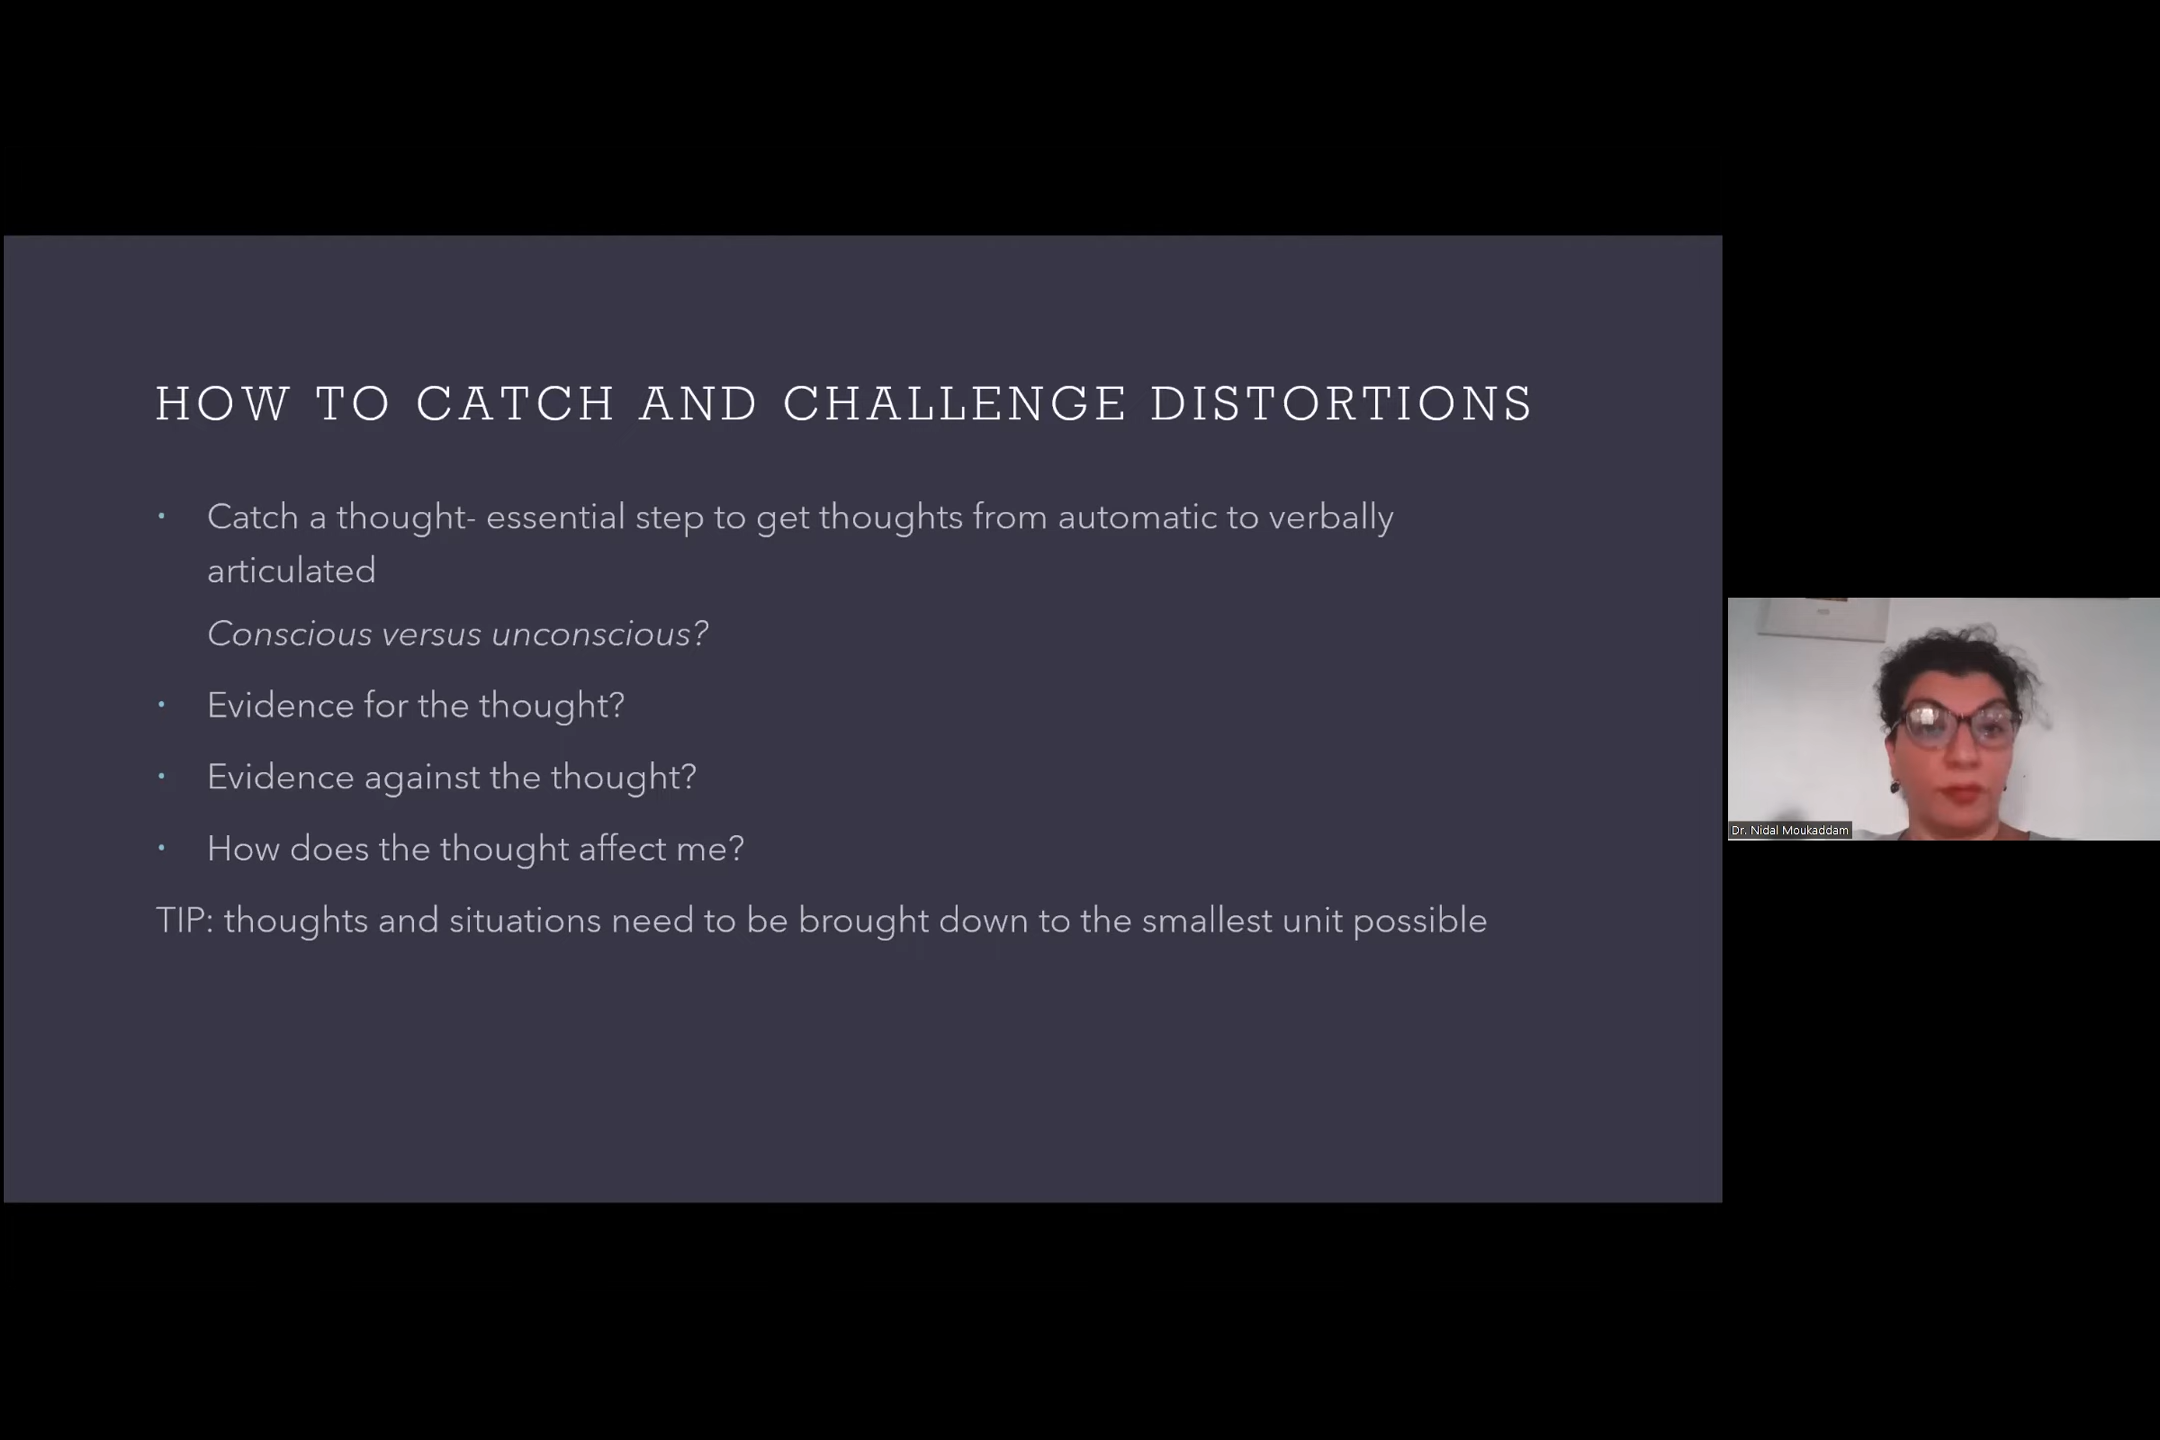 HOW TO CATCH AND CHALLENGE DISTORTIONS
• Catch a thought- essential step to get thoughts from automatic to verbally
articulated
Conscious versus unconscious?
• Evidence for the thought?
• Evidence against the thought?
• How does the thought affect me?
TIP: thoughts and situations need to be brought down to the smallest unit possible
Dr. Nidal Moukaddam